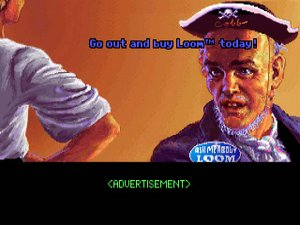 Cobb
Go out and buy Loom™ today!
ASK ME ABOUT
LOOM
<ADVERTISEMENT>